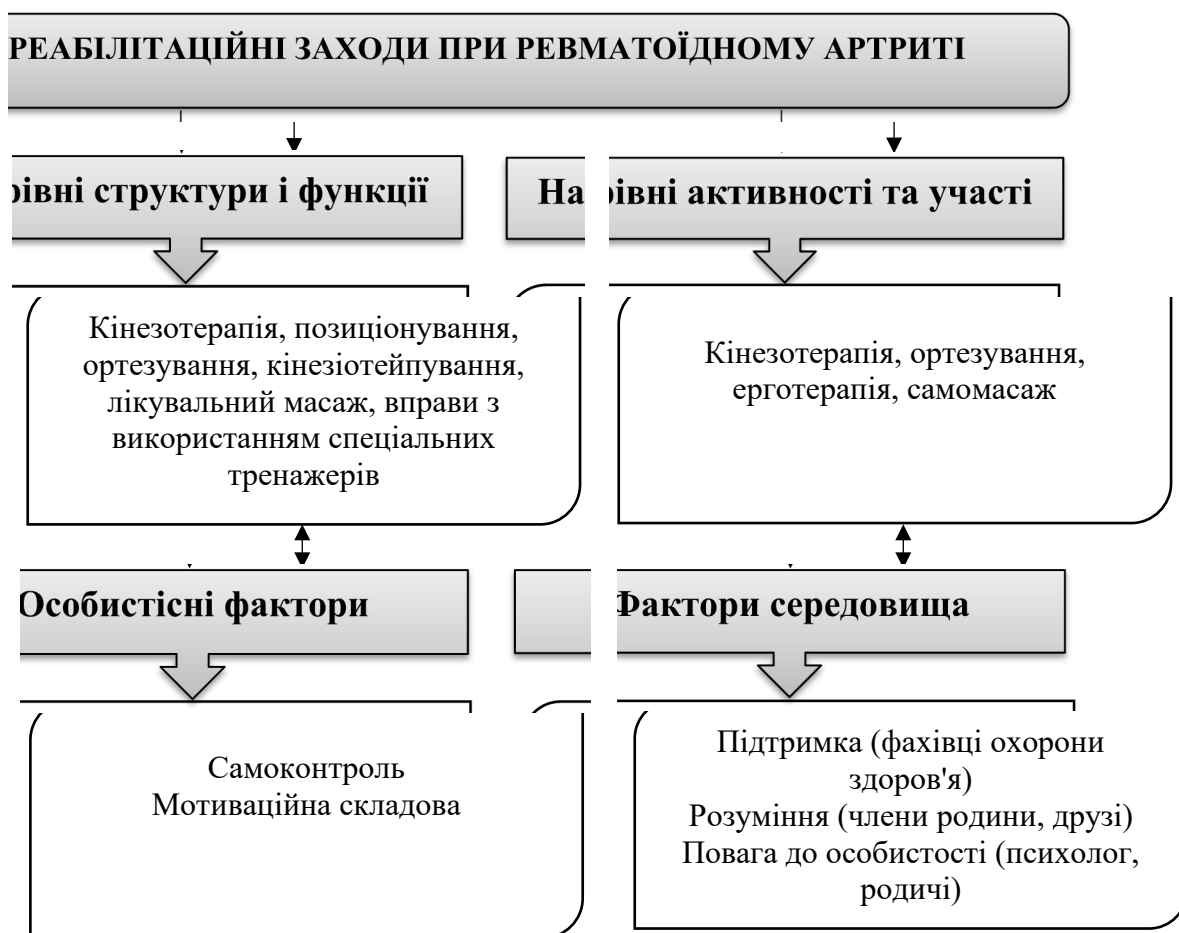 РЕАБІЛІТАЦІЙНІ ЗАХОДИ ПРИ РЕВМАТОЇДНОМУ АРТРИТІ
рівні структури і функції
На рівні активності та участі
Кінезотерапія, позиціонування,
ортезування, кінезіотейпування,
лікувальний масаж, вправи з
використанням спеціальних
тренажерів
Кінезотерапія, ортезування,
ерготерапія, самомасаж
Особистісні фактори
Фактори середовища
Самоконтроль
Мотиваційна складова
Підтримка (фахівці охорони
здоров'я)
Розуміння (члени родини, друзі)
Повага до особистості (психолог,
родичі)